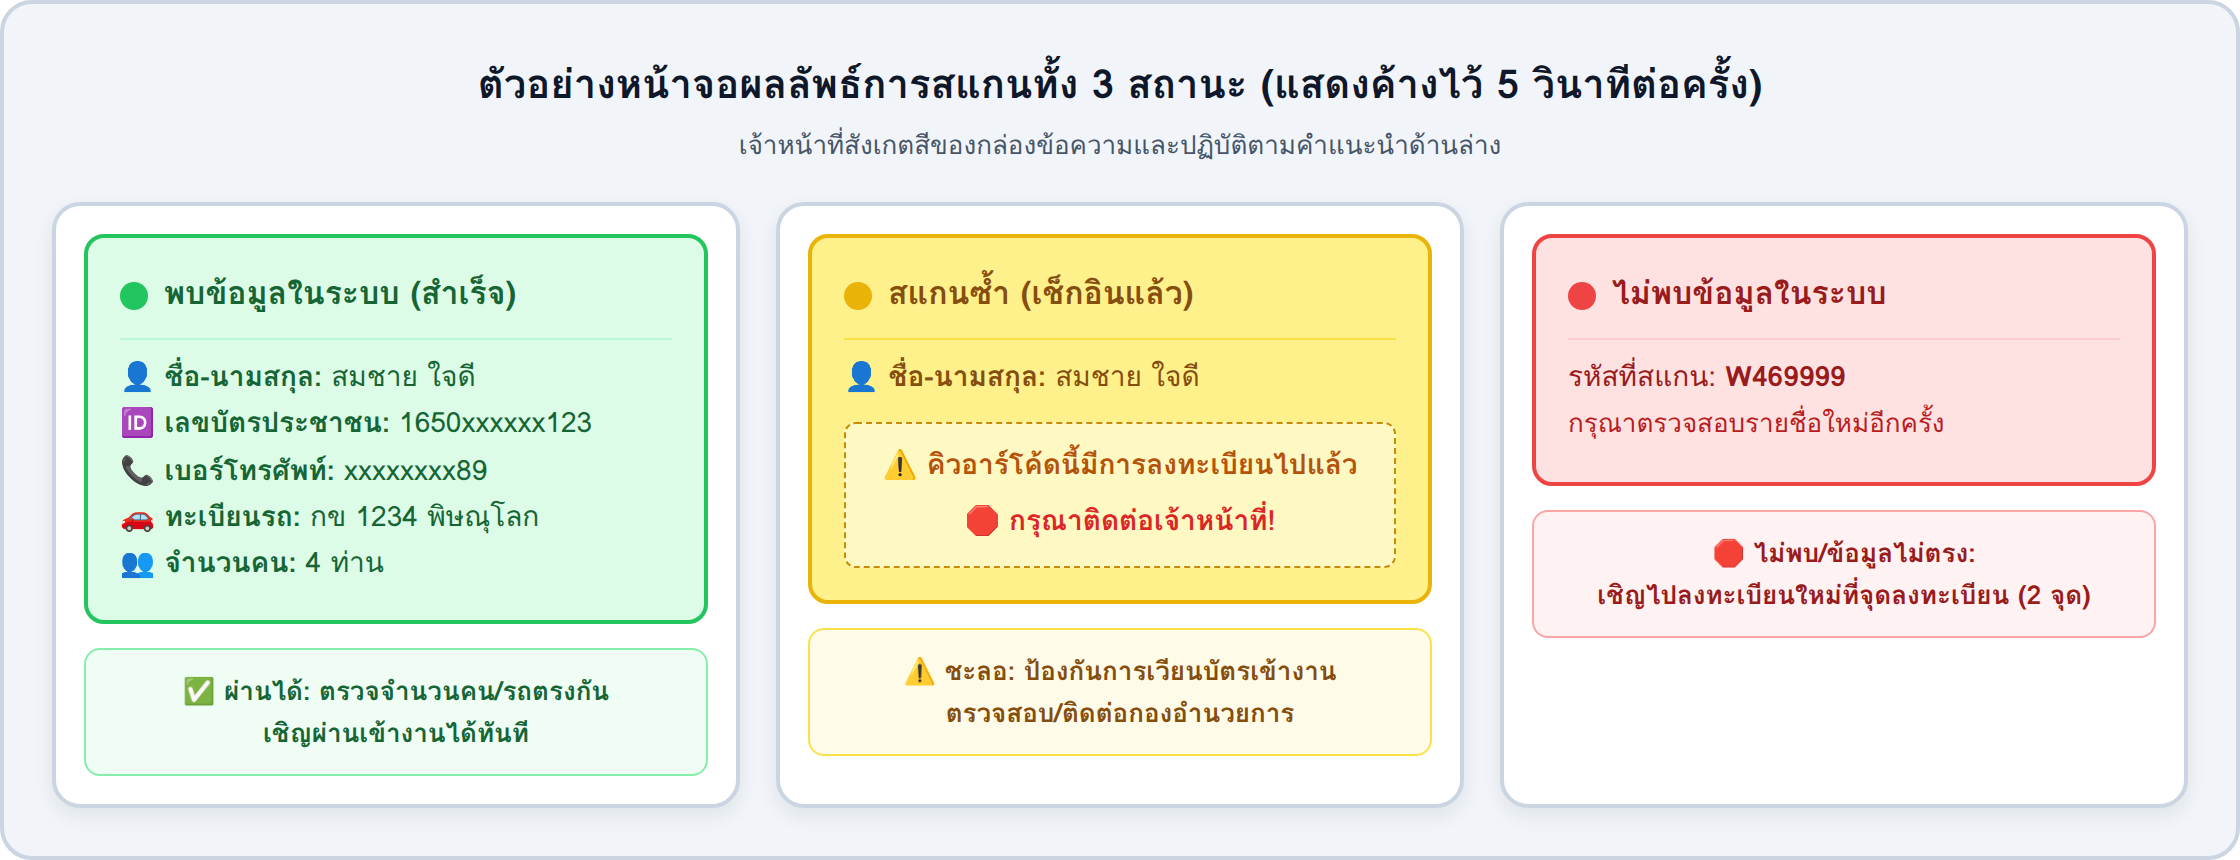 ตัวอย่างหน้าจอผลลัพธ์การสแกนทั้ง 3 สถานะ (แสดงค้างไว้ 5 วินาทีต่อครั้ง)
เจ้าหน้าที่สังเกตสีของกล่องข้อความและปฏิบัติตามคำแนะนำด้านล่าง
พบข้อมูลในระบบ (สำเร็จ)
👤 ชื่อ-นามสกุล: สมชาย ใจดี
🆔 เลขบัตรประชาชน: 1650xxxxxx123
📞 เบอร์โทรศัพท์: xxxxxxxx89
🚗 ทะเบียนรถ: กข 1234 พิษณุโลก
👥 จำนวนคน: 4 ท่าน
✅ ผ่านได้: ตรวจจำนวนคน/รถตรงกัน
เชิญผ่านเข้างานได้ทันที
สแกนซ้ำ (เช็กอินแล้ว)
👤 ชื่อ-นามสกุล: สมชาย ใจดี
⚠️ คิวอาร์โค้ดนี้มีการลงทะเบียนไปแล้ว
🛑 กรุณาติดต่อเจ้าหน้าที่!
⚠️ ชะลอ: ป้องกันการเวียนบัตรเข้างาน
ตรวจสอบ/ติดต่อกองอำนวยการ
ไม่พบข้อมูลในระบบ
รหัสที่สแกน: W469999
กรุณาตรวจสอบรายชื่อใหม่อีกครั้ง
🛑 ไม่พบ/ข้อมูลไม่ตรง:
เชิญไปลงทะเบียนใหม่ที่จุดลงทะเบียน (2 จุด)